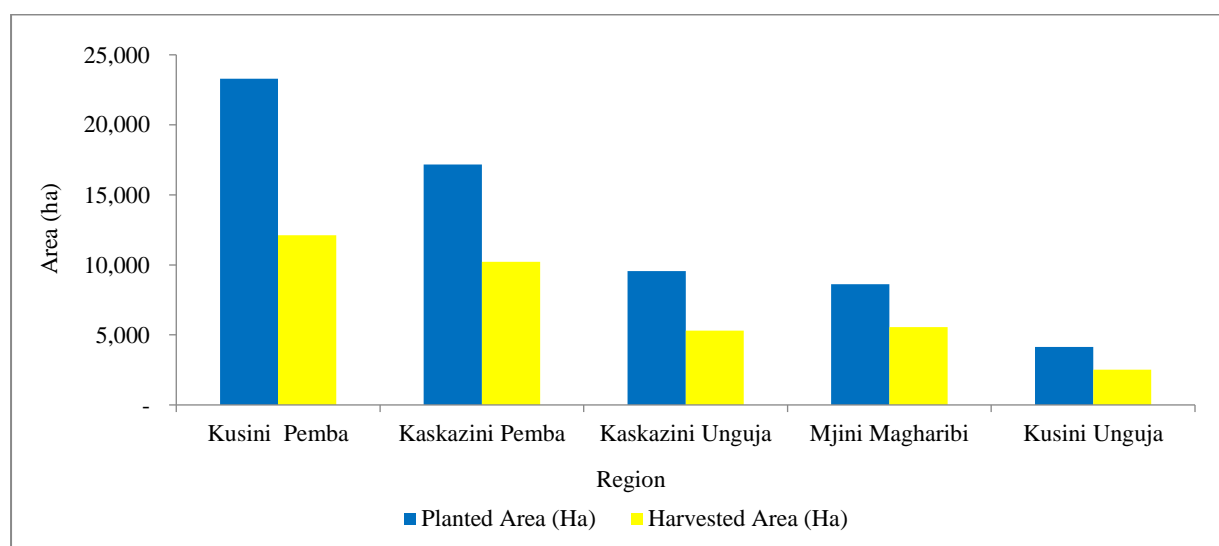 25,000
20,000
15,000
10,000
5,000
-
Area (ha)
Kusini Pemba
Kaskazini Pemba
Kaskazini Unguja
Mjini Magharibi
Kusini Unguja
Region
Planted Area (Ha)
Harvested Area (Ha)